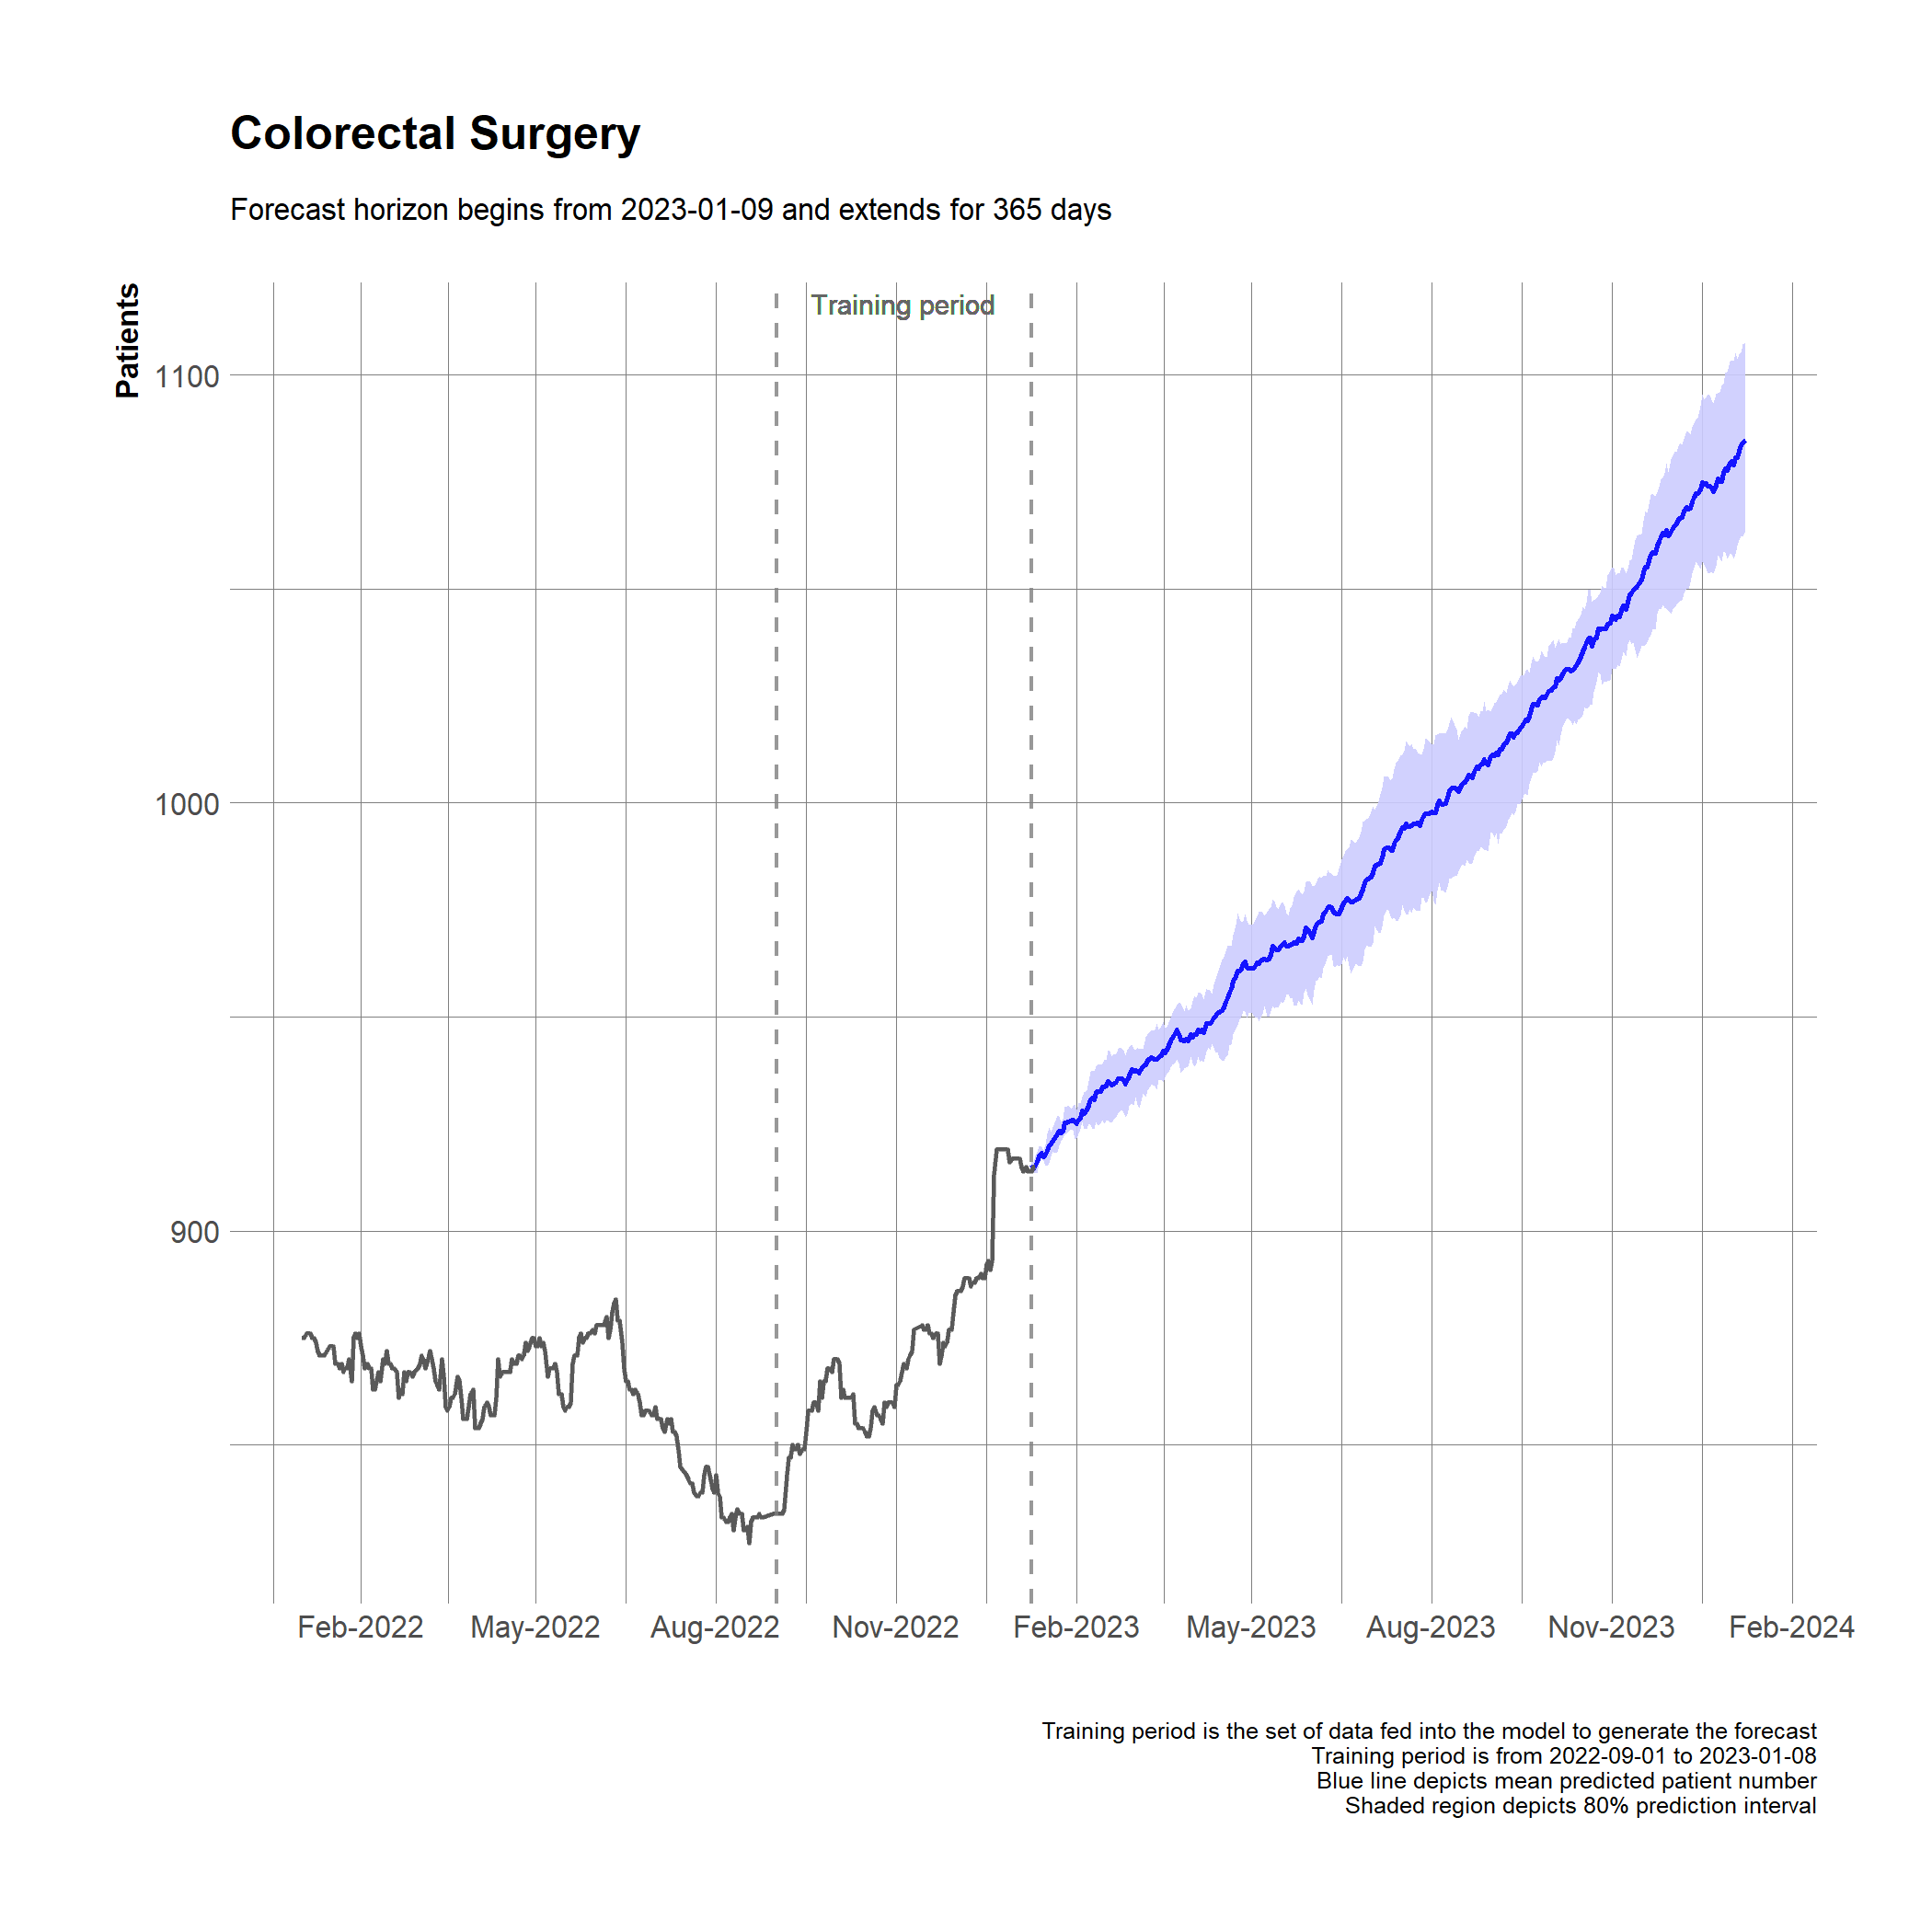 Colorectal Surgery
Forecast horizon begins from 2023-01-09 and extends for 365 days
Patients
Training period
1100
1000
900
Feb-2022 May-2022 Aug-2022 Nov-2022 Feb-2023 May-2023 Aug-2023 Nov-2023 Feb-2024
Training period is the set of data fed into the model to generate the forecast
Training period is from 2022-09-01 to 2023-01-08
Blue line depicts mean predicted patient number
Shaded region depicts 80% prediction interval